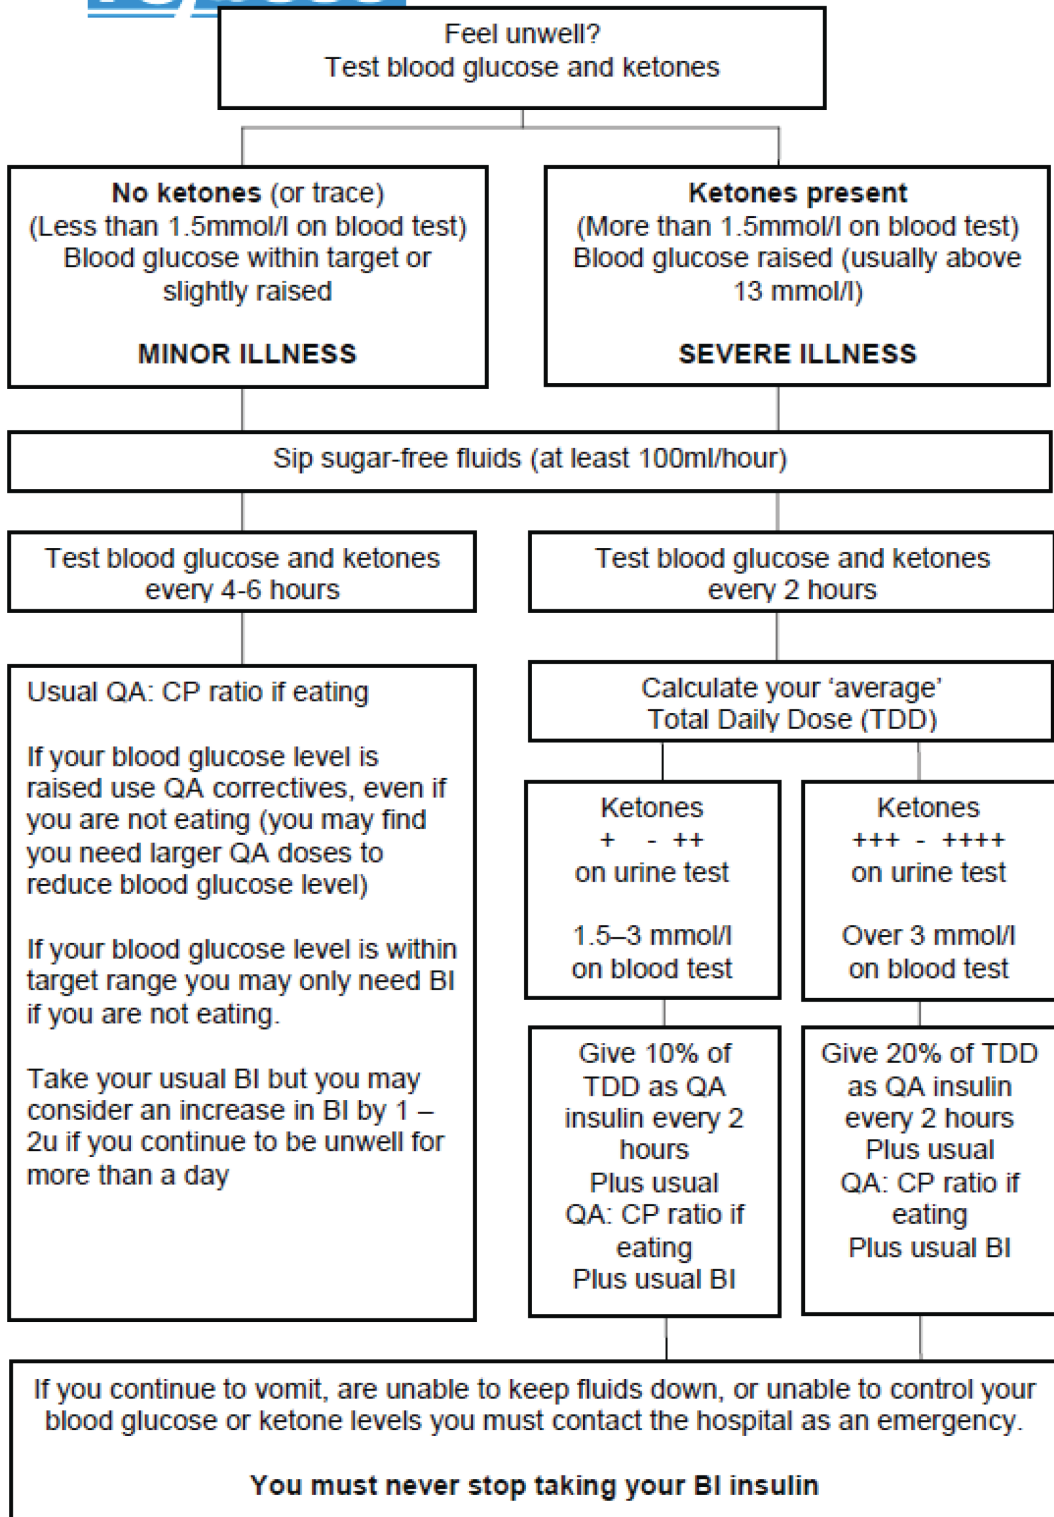 Feel unwell?
Test blood glucose and ketones
No ketones (or trace)
(Less than 1.5mmol/l on blood test)
Blood glucose within target or
slightly raised
MINOR ILLNESS
Ketones present
(More than 1.5mmol/l on blood test)
Blood glucose raised (usually above
13 mmol/l)
SEVERE ILLNESS
Sip sugar-free fluids (at least 100ml/hour)
Test blood glucose and ketones
every 4-6 hours
Test blood glucose and ketones
every 2 hours
Usual QA: CP ratio if eating
If your blood glucose level is
raised use QA correctives, even if
you are not eating (you may find
you need larger QA doses to
reduce blood glucose level)
If your blood glucose level is within
target range you may only need BI
if you are not eating.
Take your usual BI but you may
consider an increase in BI by 1 –
2u if you continue to be unwell for
more than a day
Calculate your ‘average’
Total Daily Dose (TDD)
Ketones
+ - ++
on urine test
1.5–3 mmol/l
on blood test
Ketones
+++ - ++++
on urine test
Over 3 mmol/l
on blood test
Give 10% of
TDD as QA
insulin every 2
hours
Plus usual
QA: CP ratio if
eating
Plus usual BI
Give 20% of TDD
as QA insulin
every 2 hours
Plus usual
QA: CP ratio if
eating
Plus usual BI
If you continue to vomit, are unable to keep fluids down, or unable to control your
blood glucose or ketone levels you must contact the hospital as an emergency.
You must never stop taking your BI insulin